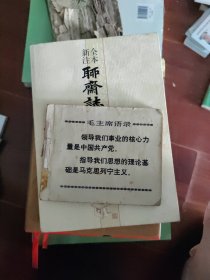 全本
新注
聊齋誌
毛主席语录
领导我们事业的核心力
量是中国共产党。
指导我们思想的理论基
础是马克思列宁主义。